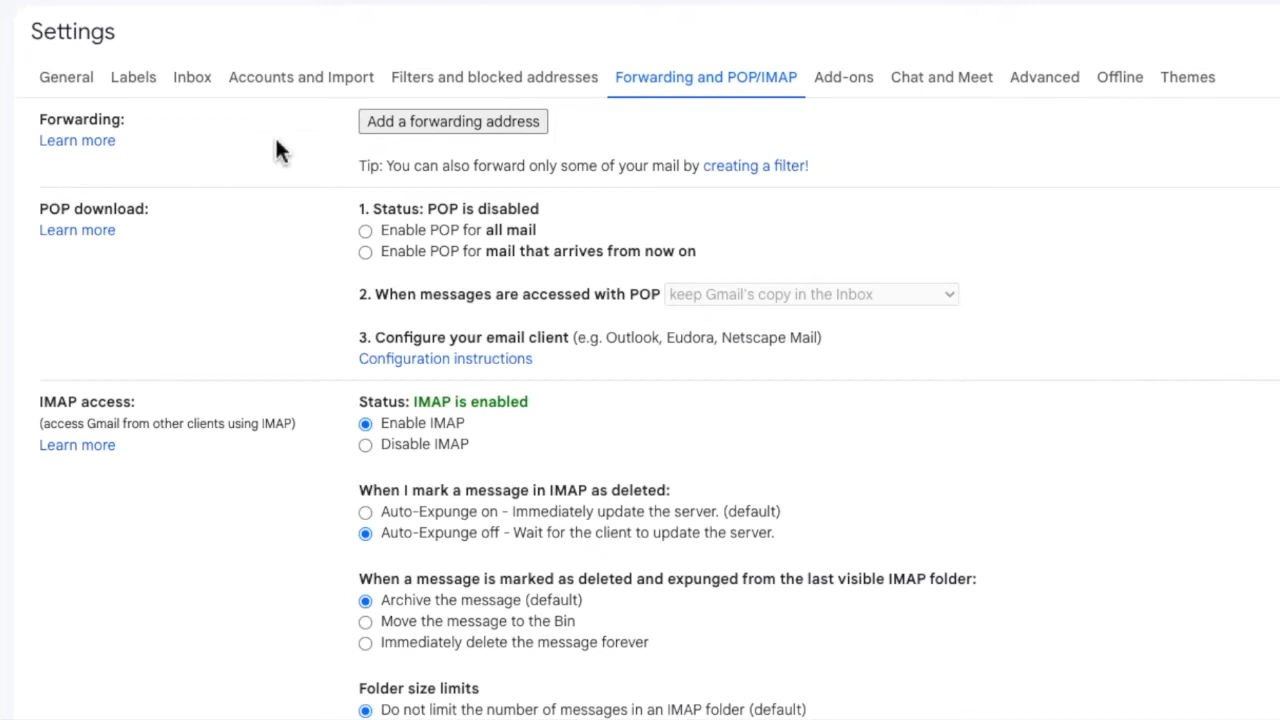 Settings
General Labels Inbox Accounts and Import Filters and blocked addresses Forwarding and POP/IMAP Add-ons Chat and Meet Advanced Offline Themes
Forwarding:
Learn more
Add a forwarding address
Tip: You can also forward only some of your mail by creating a filter!
POP download:
Learn more
1. Status: POP is disabled
Enable POP for all mail
Enable POP for mail that arrives from now on
2. When messages are accessed with POP keep Gmail's copy in the Inbox
3. Configure your email client (e.g. Outlook, Eudora, Netscape Mail)
Configuration instructions
IMAP access:
(access Gmail from other clients using IMAP)
Learn more
Status: IMAP is enabled
Enable IMAP
Disable IMAP
When I mark a message in IMAP as deleted:
Auto-Expunge on - Immediately update the server. (default)
Auto-Expunge off - Wait for the client to update the server.
When a message is marked as deleted and expunged from the last visible IMAP folder:
Archive the message (default)
Move the message to the Bin
Immediately delete the message forever
Folder size limits
Do not limit the number of messages in an IMAP folder (default)